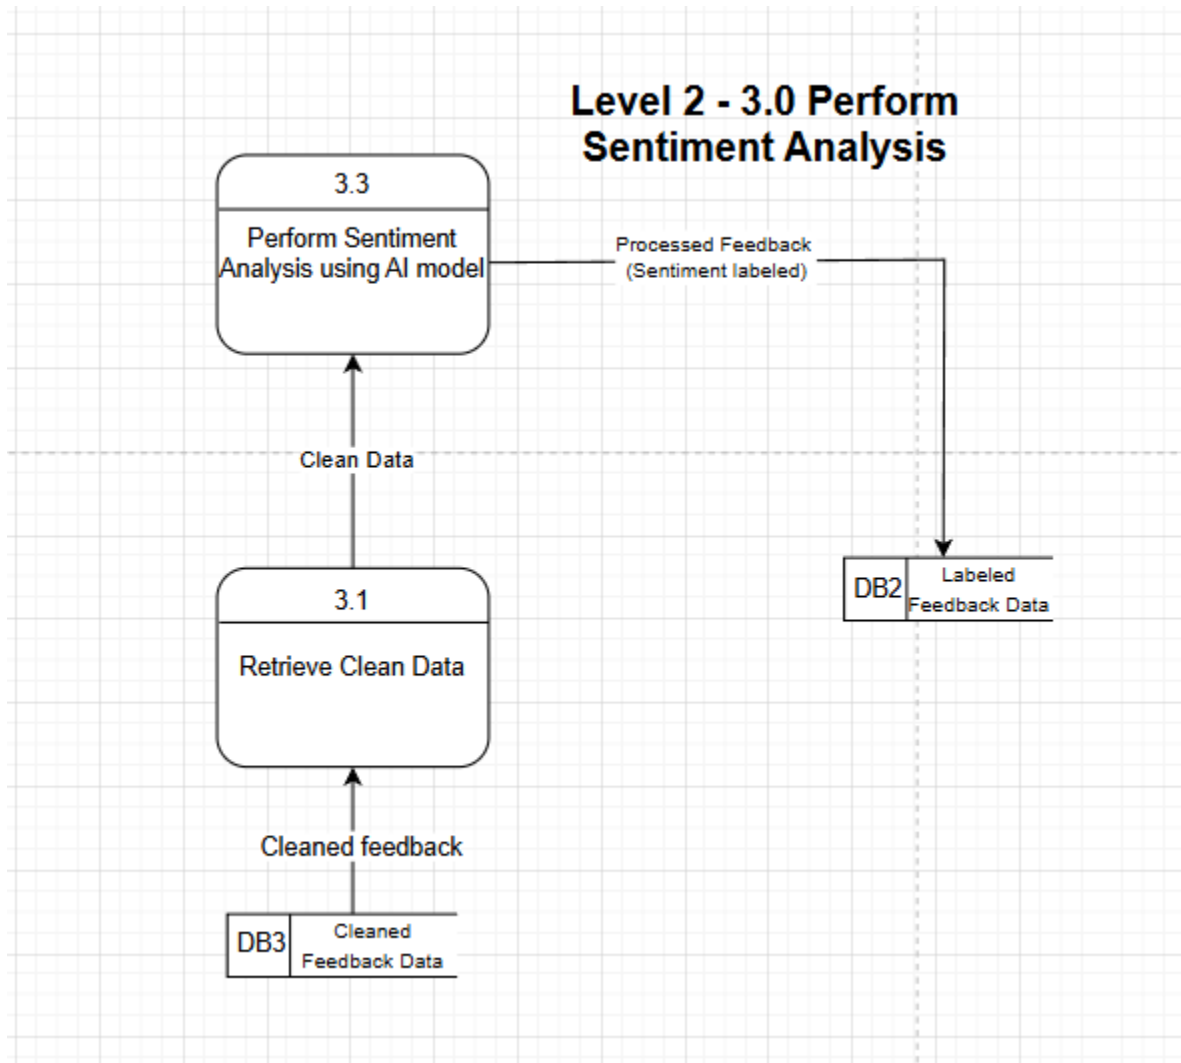 Level 2 - 3.0 Perform
Sentiment Analysis
3.3
Perform Sentiment
Analysis using AI model
Processed Feedback
(Sentiment labeled)
Clean Data
DB2
Labeled
Feedback Data
3.1
Retrieve Clean Data
Cleaned feedback
DB3
Cleaned
Feedback Data